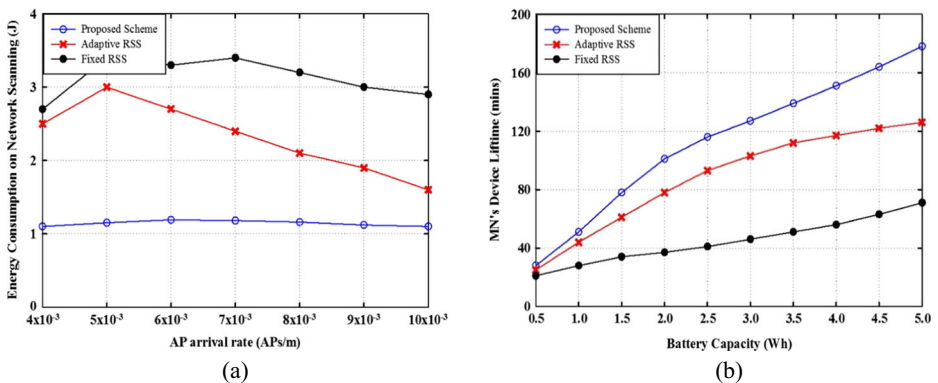 Energy Consumption on Network Scanning (J)
4
3
2
1
0
Proposed Scheme
Adaptive RSS
Fixed RSS
4x10-3 5x10-3 6x10-3 7x10-3 8x10-3 9x10-3 10x10-3
AP arrival rate (APs/m)
(a)
MN's Device Liftime (mins)
200
160
120
80
40
0
Proposed Scheme
Adaptive RSS
Fixed RSS
0.5 1.0 1.5 2.0 2.5 3.0 3.5 4.0 4.5 5.0
Battery Capacity (Wh)
(b)